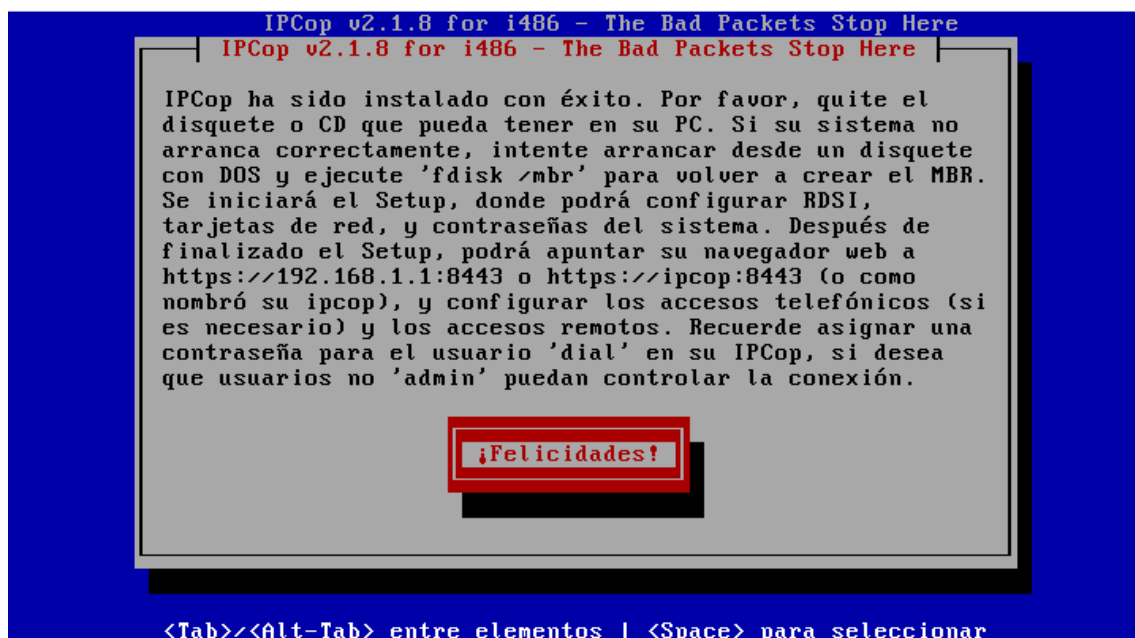 IPCop v2.1.8 for i486 - The Bad Packets Stop Here
IPCop v2.1.8 for i486 - The Bad Packets Stop Here
IPCop ha sido instalado con éxito. Por favor, quite el
disquete o CD que pueda tener en su PC. Si su sistema no
arranca correctamente, intente arrancar desde un disquete
con DOS y ejecute 'fdisk /mbr' para volver a crear el MBR.
Se iniciará el Setup, donde podrá configurar RDSI,
tarjetas de red, y contraseñas del sistema. Después de
finalizado el Setup, podrá apuntar su navegador web a
https://192.168.1.1:8443 o https://ipcop:8443 (o como
nombró su ipcop), y configurar los accesos telefónicos (si
es necesario) y los accesos remotos. Recuerde asignar una
contraseña para el usuario 'dial' en su IPCop, si desea
que usuarios no 'admin' puedan controlar la conexión.
¡Felicidades!
<Tab>/<Alt-Tab> entre elementos | <Space> para seleccionar